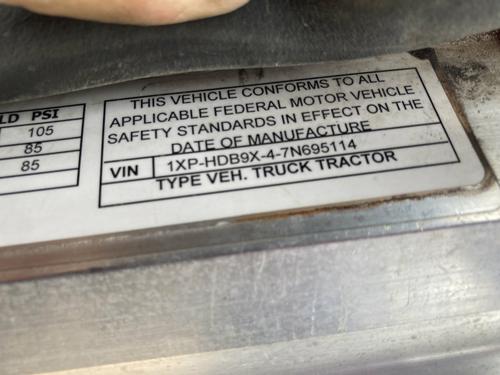 LD PSI
105
85
85
THIS VEHICLE CONFORMS TO ALL
APPLICABLE FEDERAL MOTOR VEHICLE
SAFETY STANDARDS IN EFFECT ON THE
DATE OF MANUFACTURE
VIN 1XP-HDB9X-4-7N695114
TYPE VEH. TRUCK TRACTOR